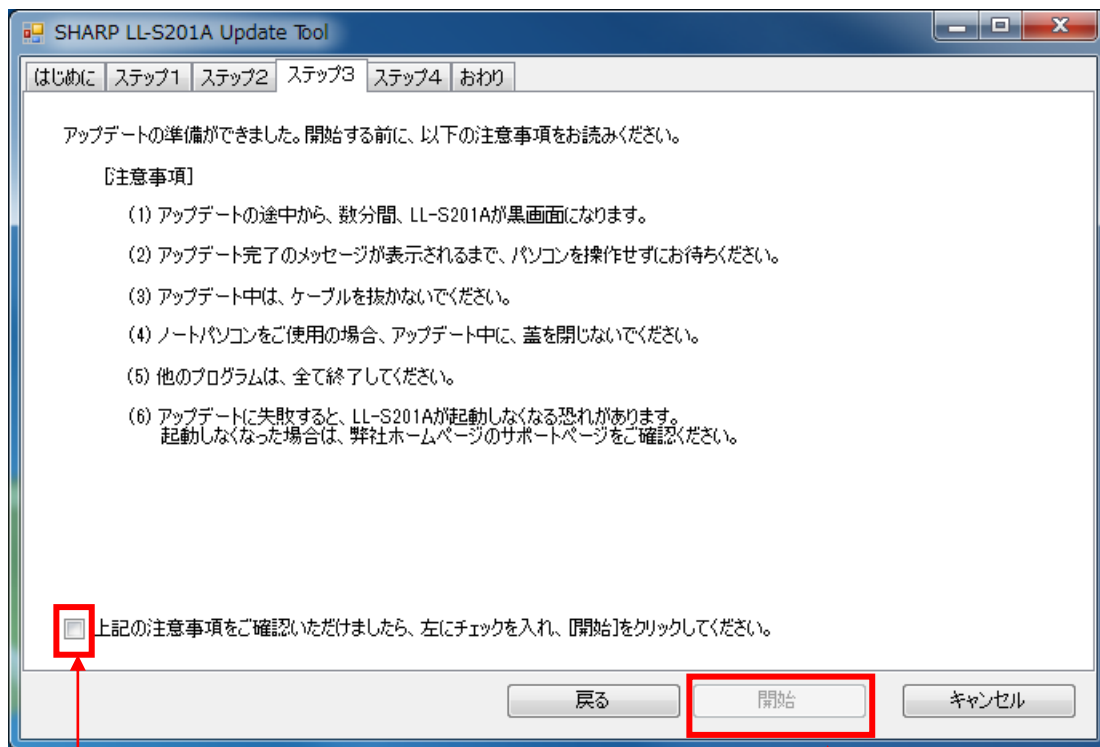 SHARP LL-S201A Update Tool
はじめに ステップ1 ステップ2 ステップ3 ステップ4 おわり
アップデートの準備ができました。開始する前に、以下の注意事項をお読みください。
[注意事項]
(1) アップデートの途中から、数分間、LL-S201Aが黒画面になります。
(2) アップデート完了のメッセージが表示されるまで、パソコンを操作せずにお待ちください。
(3) アップデート中は、ケーブルを抜かないでください。
(4) ノートパソコンをご使用の場合、アップデート中に、蓋を閉じないでください。
(5) 他のプログラムは、全て終了してください。
(6) アップデートに失敗すると、LL-S201Aが起動しなくなる恐れがあります。
起動しなくなった場合は、弊社ホームページのサポートページをご確認ください。
上記の注意事項をご確認いただけましたら、左にチェックを入れ、[開始]をクリックしてください。
戻る 開始 キャンセル